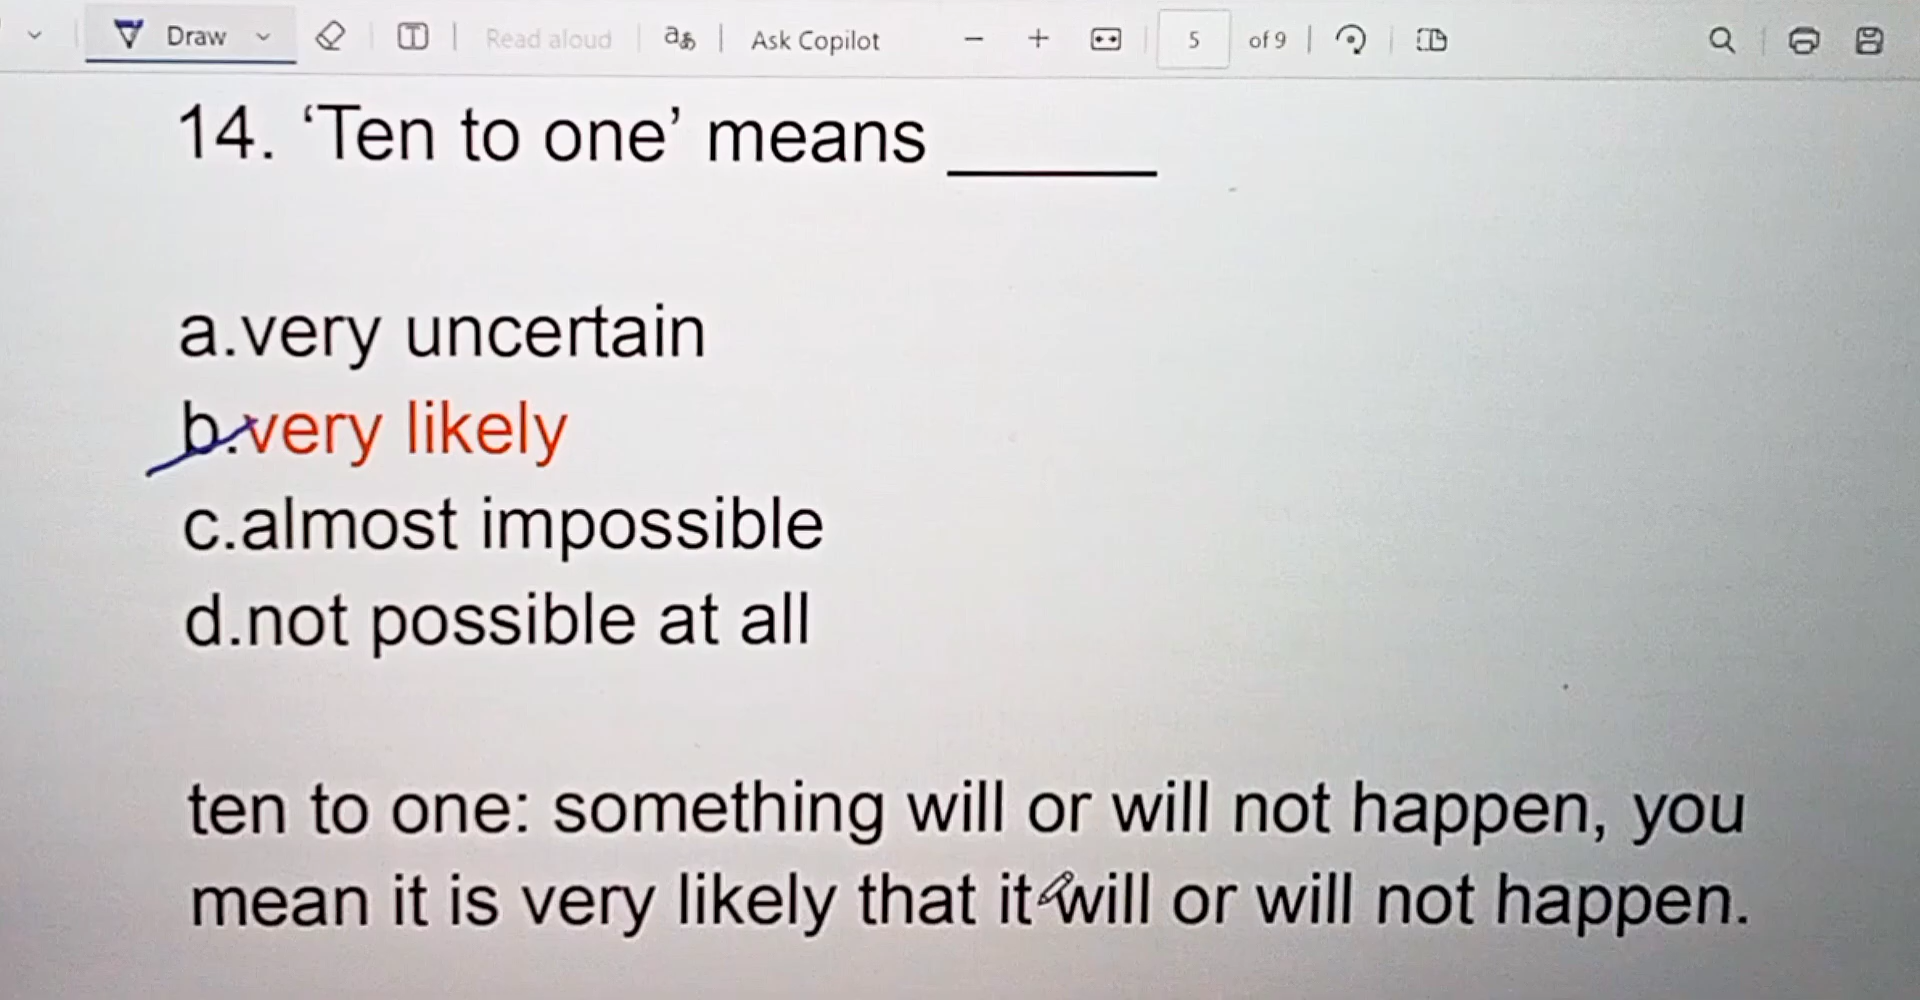 Draw
Read aloud
aあ
Ask Copilot
5 of 9
14. ‘Ten to one’ means ______
a.very uncertain
b.very likely
c.almost impossible
d.not possible at all
ten to one: something will or will not happen, you
mean it is very likely that it will or will not happen.